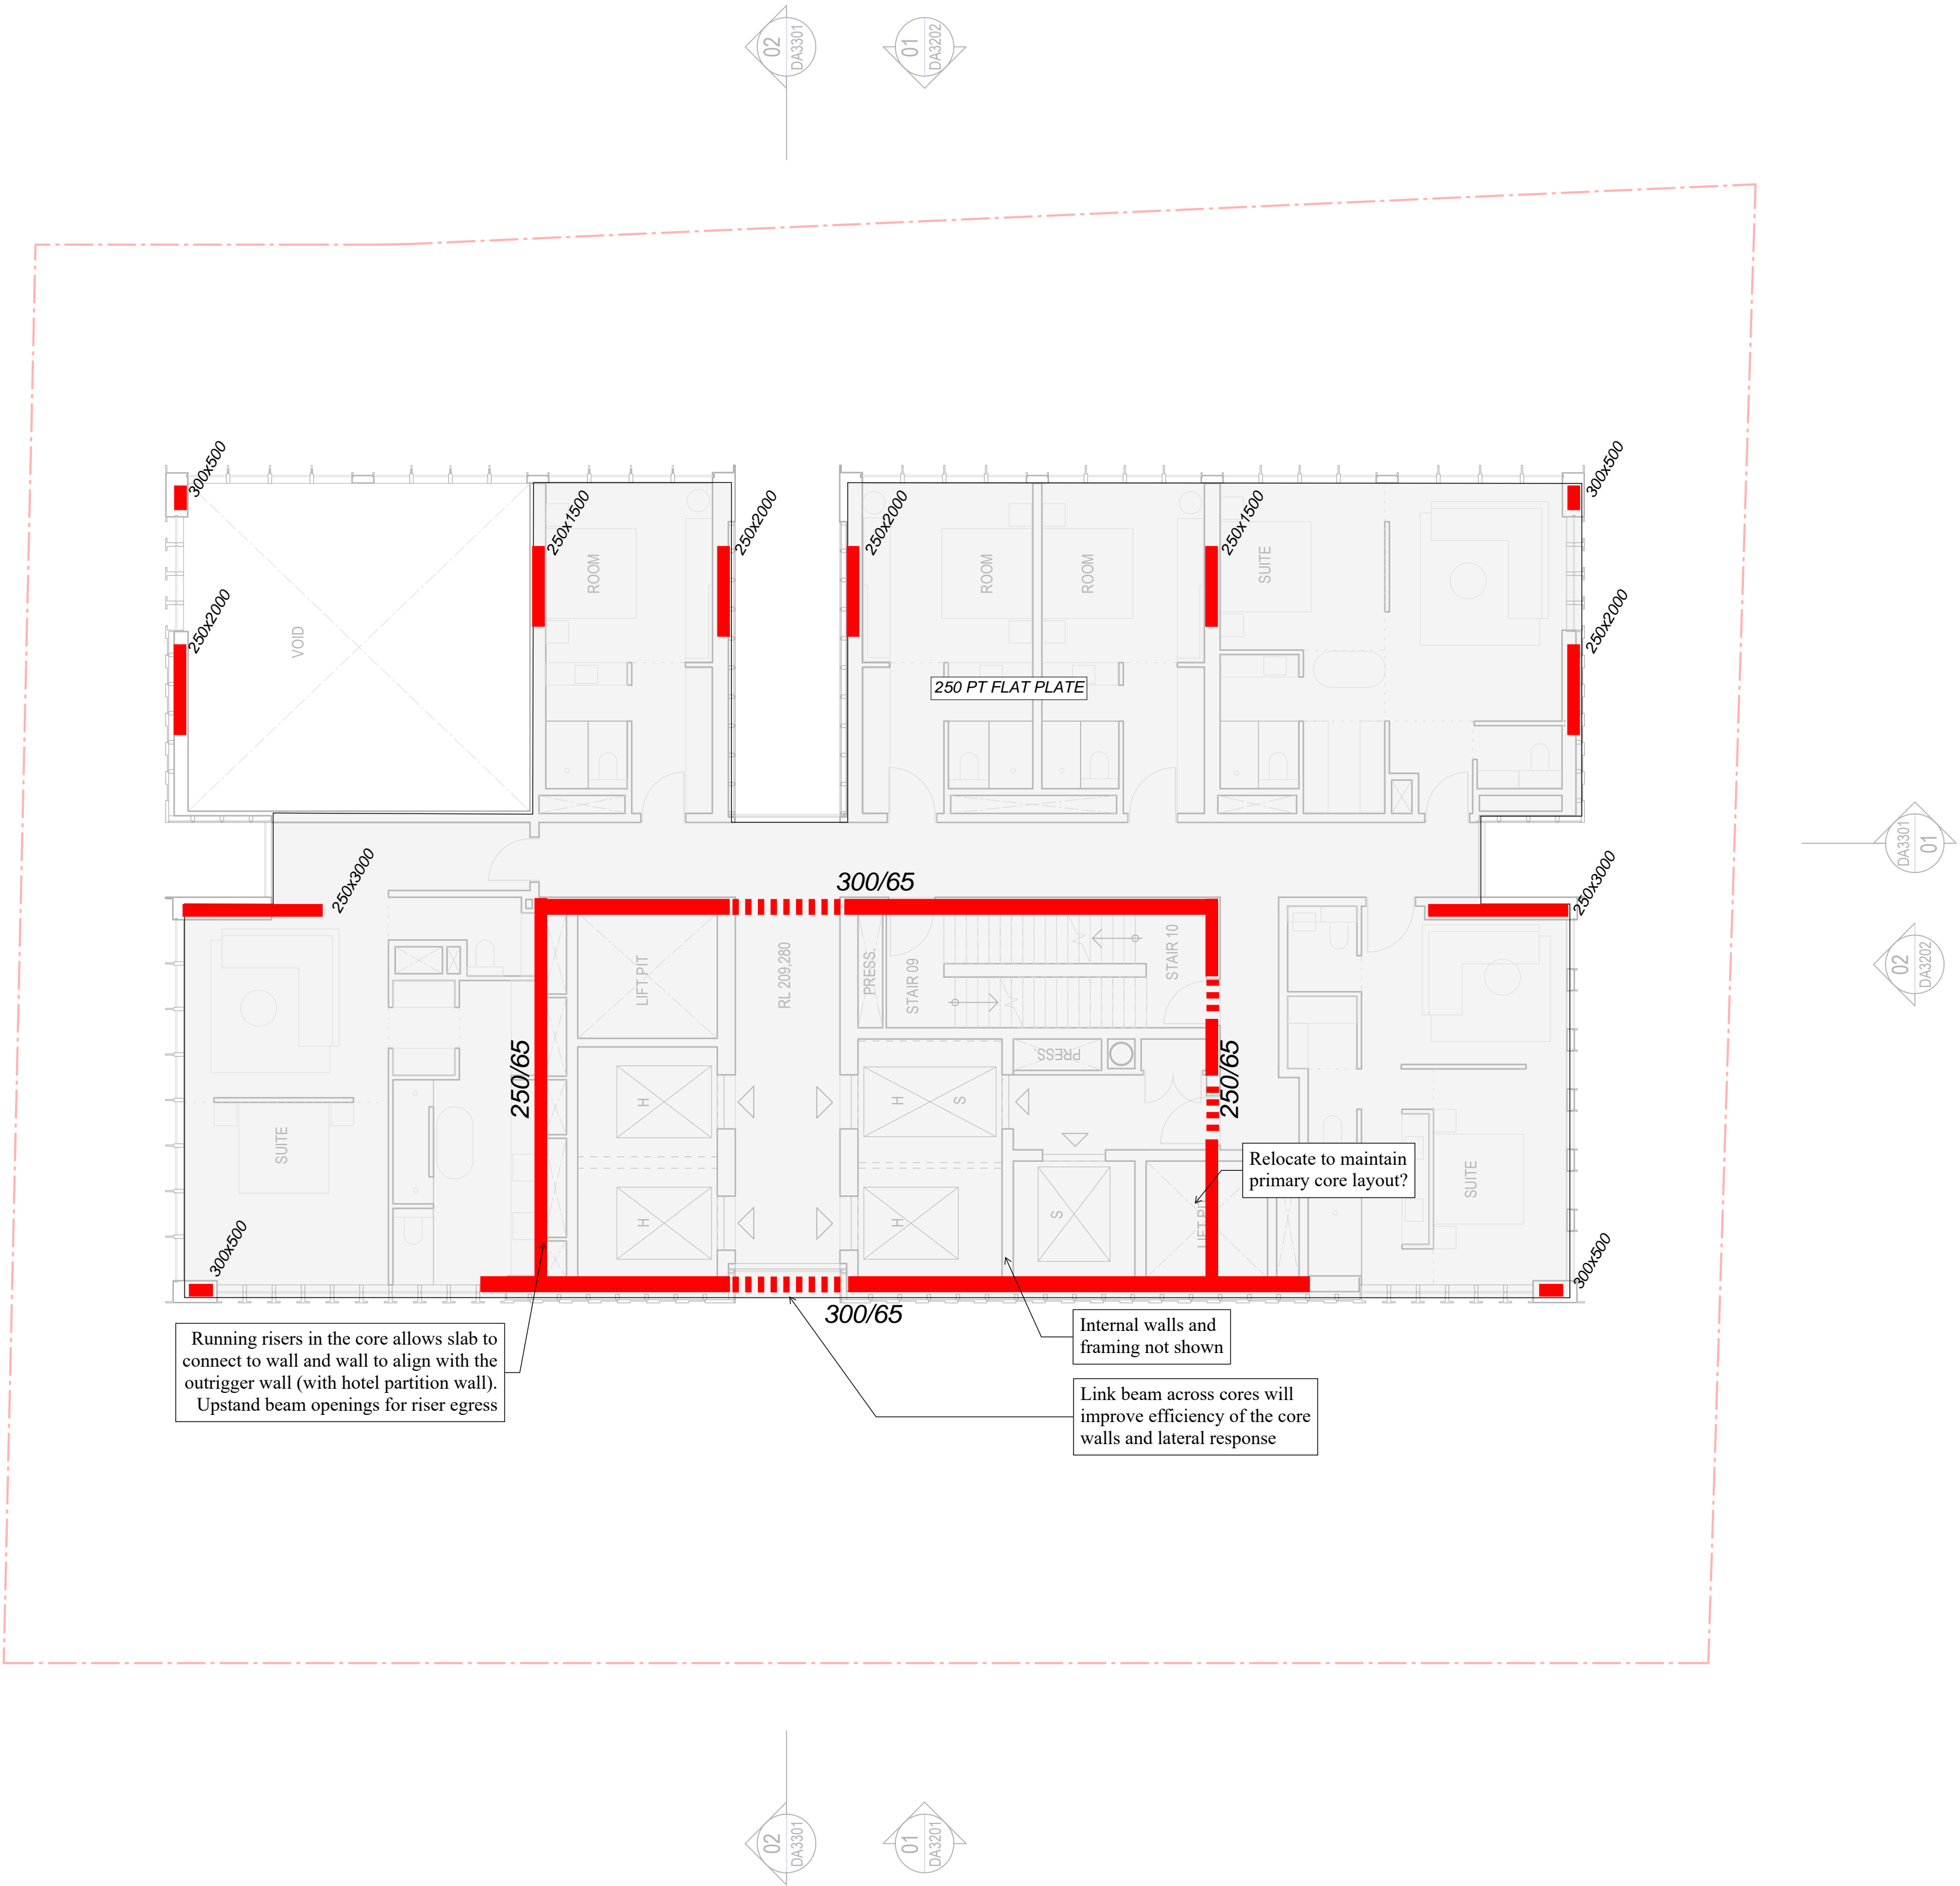 02
DA3301
01
DA3202
300x500
300x500
250x1500
250x2000
250x2000
250x1500
ROOM
ROOM
ROOM
SUITE
250x2000
250x2000
VOID
250 PT FLAT PLATE
DA3301
01
250x3000
300/65
250x3000
02
DA3202
LIFT PIT
RL 209,280
PRESS.
STAIR 09
STAIR 10
250/65
PRESS.
250/65
H
H
S
SUITE
Relocate to maintain
primary core layout?
SUITE
H
H
S
LIFT PI
300x500
300x500
300/65
Running risers in the core allows slab to
connect to wall and wall to align with the
outrigger wall (with hotel partition wall).
Upstand beam openings for riser egress
Internal walls and
framing not shown
Link beam across cores will
improve efficiency of the core
walls and lateral response
02
DA3301
01
DA3201